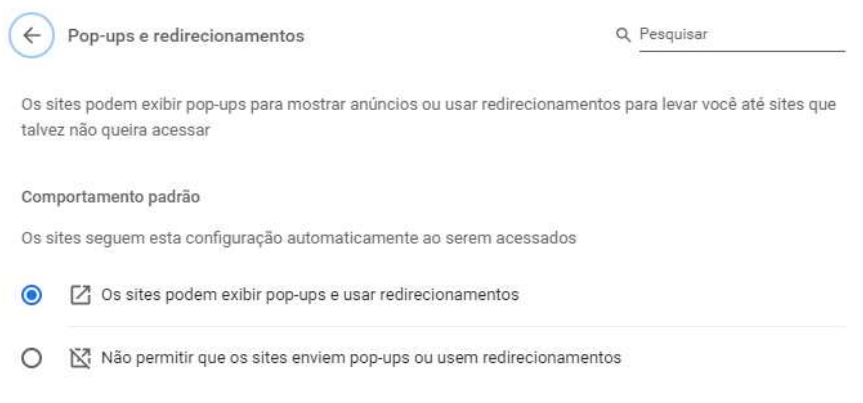 Pop-ups e redirecionamentos
Pesquisar
Os sites podem exibir pop-ups para mostrar anúncios ou usar redirecionamentos para levar você até sites que
talvez não queira acessar
Comportamento padrão
Os sites seguem esta configuração automaticamente ao serem acessados
Os sites podem exibir pop-ups e usar redirecionamentos
Não permitir que os sites enviem pop-ups ou usem redirecionamentos